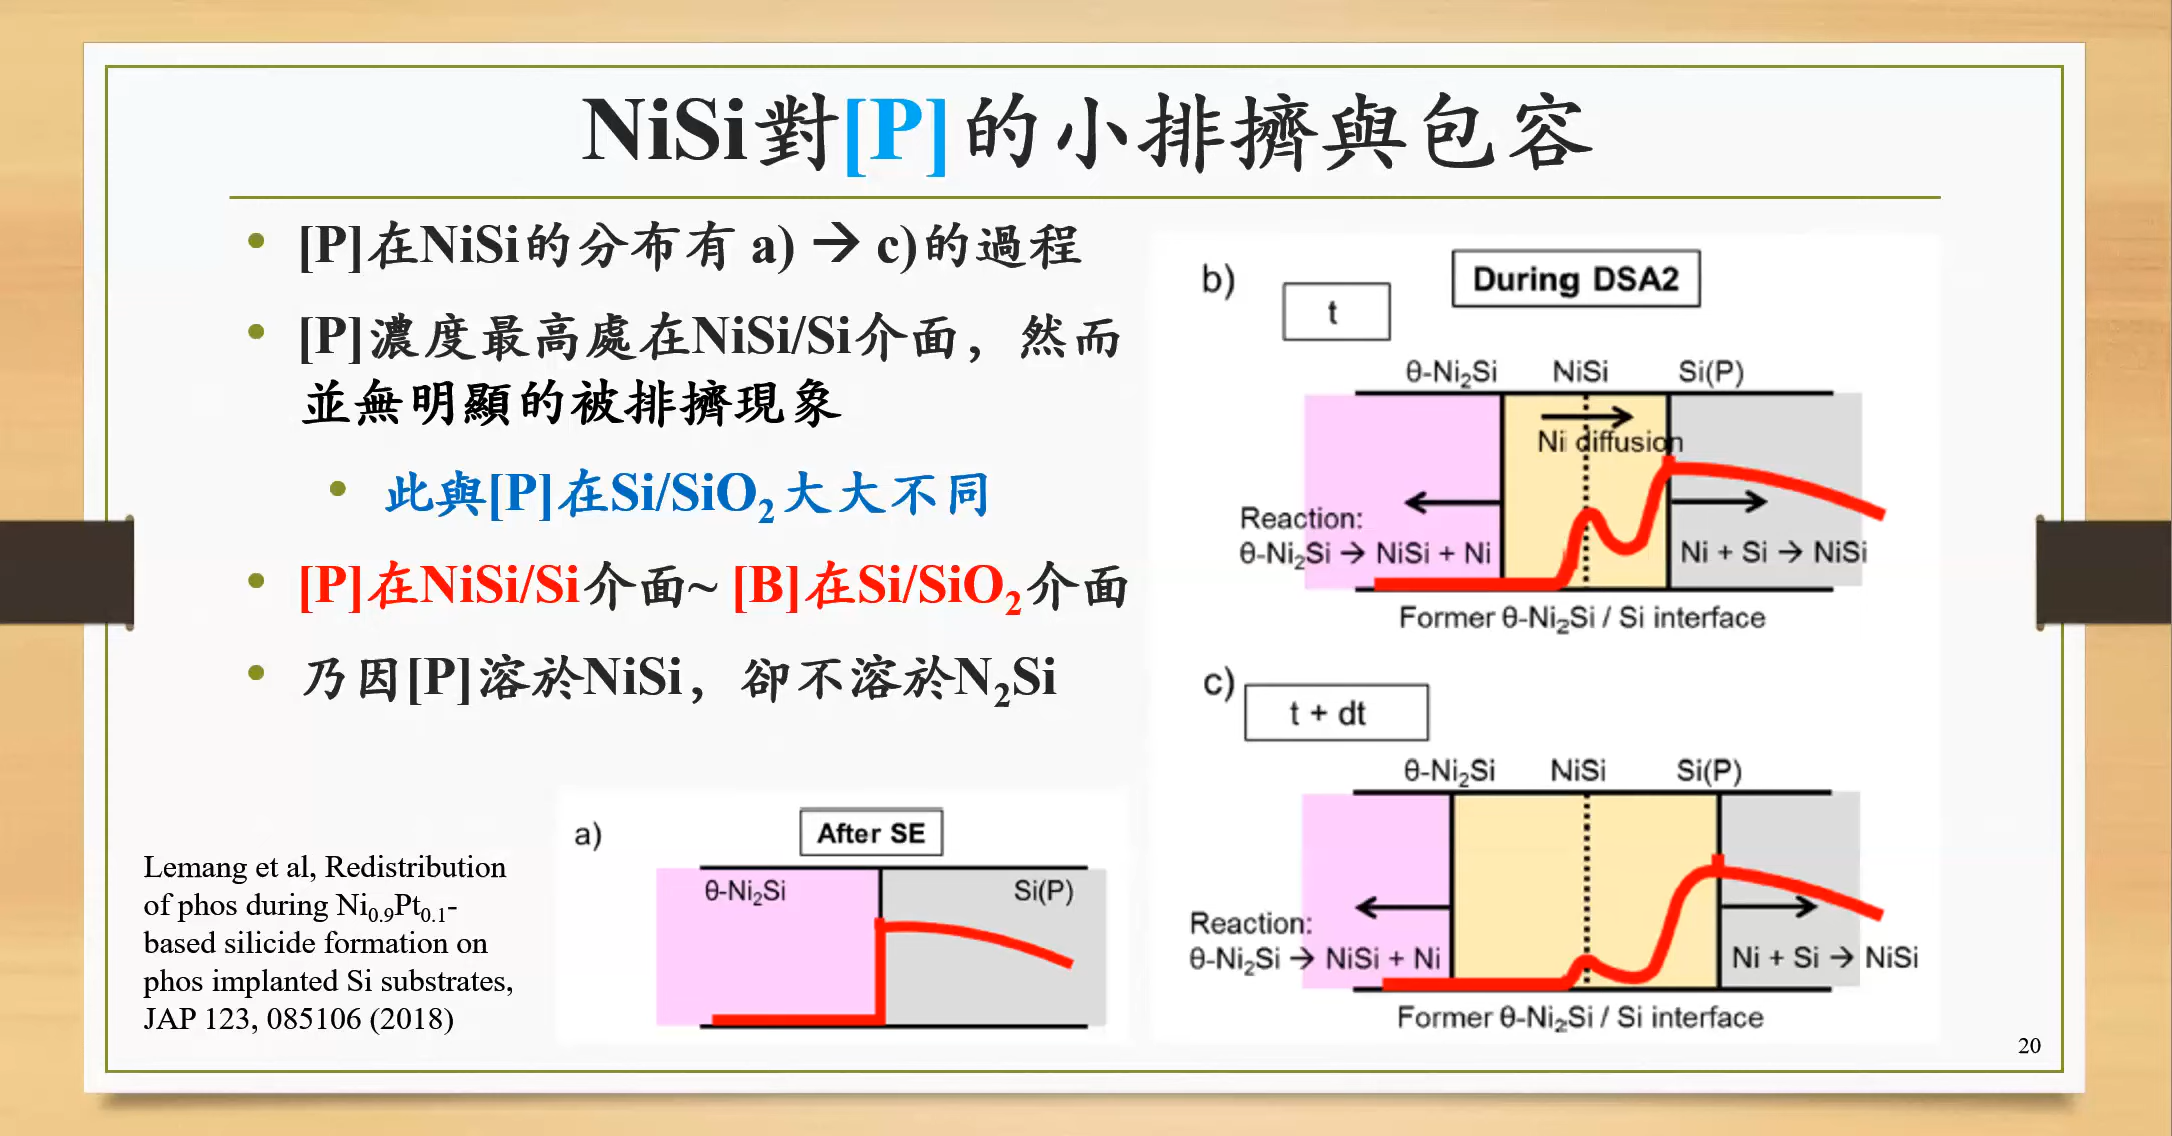 NiSi對[P]的小排擠與包容
• [P]在NiSi的分布有 a) → c)的過程
• [P]濃度最高處在NiSi/Si介面，然而
並無明顯的被排擠現象
• 此與[P]在Si/SiO₂大大不同
• [P]在NiSi/Si介面~ [B]在Si/SiO₂介面
• 乃因[P]溶於NiSi，卻不溶於N₂Si
Lemang et al, Redistribution
of phos during Ni₀.₉Pt₀.₁-
based silicide formation on
phos implanted Si substrates,
JAP 123, 085106 (2018)
a)
After SE
θ-Ni₂Si
Si(P)
b)
During DSA2
t
θ-Ni₂Si
NiSi
Si(P)
Ni diffusion
Reaction:
θ-Ni₂Si → NiSi + Ni
Ni + Si → NiSi
Former θ-Ni₂Si / Si interface
c)
t + dt
θ-Ni₂Si
NiSi
Si(P)
Reaction:
θ-Ni₂Si → NiSi + Ni
Ni + Si → NiSi
Former θ-Ni₂Si / Si interface
20